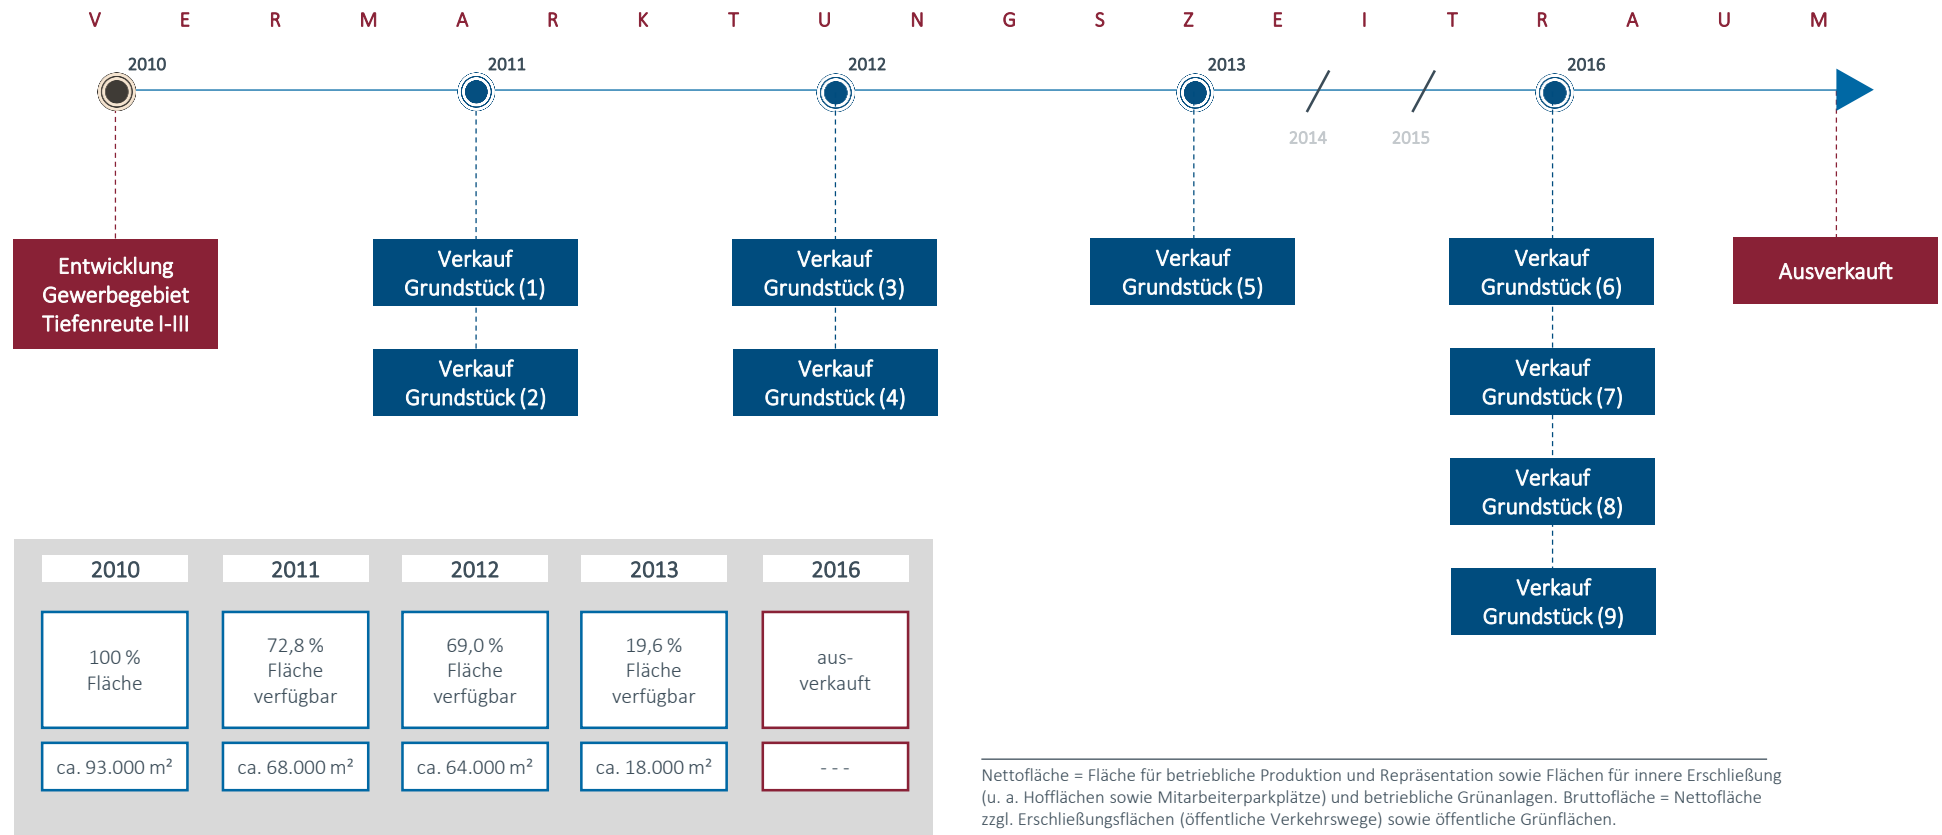 V E R M A R K T U N G S Z E I T R A U M
2010
2011
2012
2013
2016
2014
2015
Entwicklung
Gewerbegebiet
Tiefenreute I-III
Verkauf
Grundstück (1)
Verkauf
Grundstück (2)
Verkauf
Grundstück (3)
Verkauf
Grundstück (4)
Verkauf
Grundstück (5)
Verkauf
Grundstück (6)
Verkauf
Grundstück (7)
Verkauf
Grundstück (8)
Verkauf
Grundstück (9)
Ausverkauft
2010
100 %
Fläche
ca. 93.000 m²
2011
72,8 %
Fläche
verfügbar
ca. 68.000 m²
2012
69,0 %
Fläche
verfügbar
ca. 64.000 m²
2013
19,6 %
Fläche
verfügbar
ca. 18.000 m²
2016
aus-
verkauft
- - -
Nettofläche = Fläche für betriebliche Produktion und Repräsentation sowie Flächen für innere Erschließung
(u. a. Hofflächen sowie Mitarbeiterparkplätze) und betriebliche Grünanlagen. Bruttofläche = Nettofläche
zzgl. Erschließungsflächen (öffentliche Verkehrswege) sowie öffentliche Grünflächen.